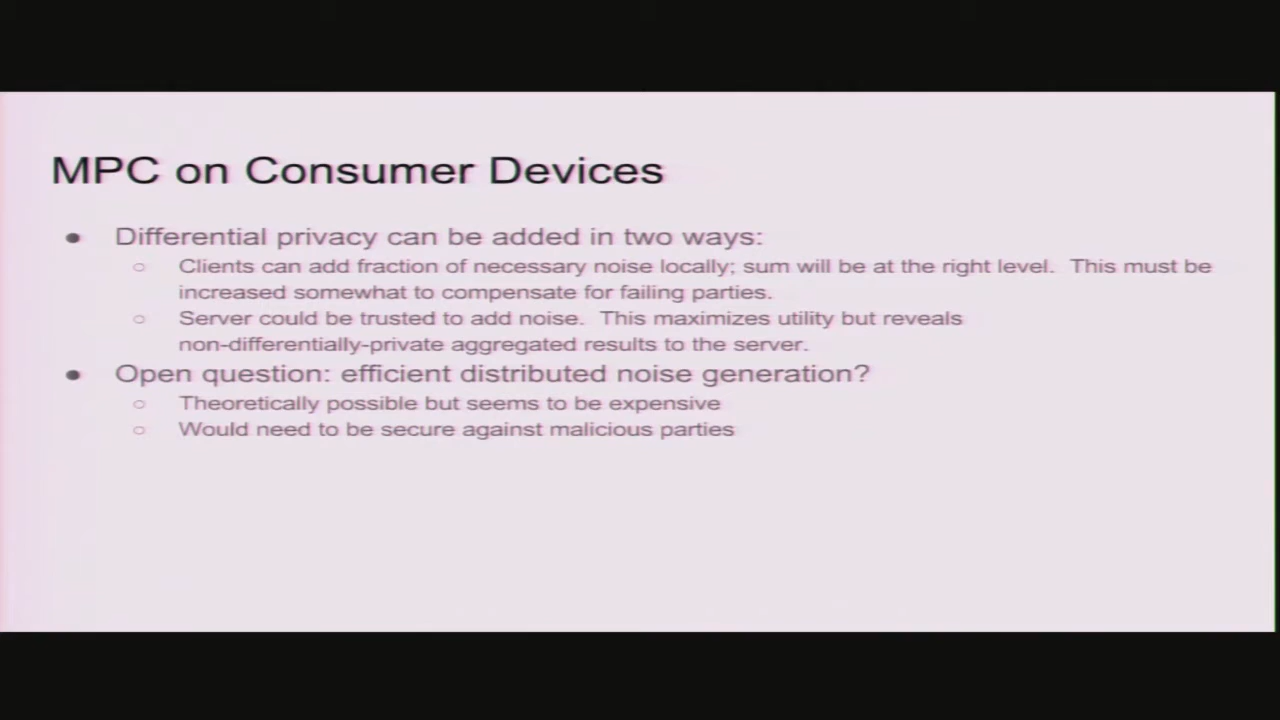 MPC on Consumer Devices
● Differential privacy can be added in two ways:
○ Clients can add fraction of necessary noise locally; sum will be at the right level. This must be
increased somewhat to compensate for failing parties.
○ Server could be trusted to add noise. This maximizes utility but reveals
non-differentially-private aggregated results to the server.
● Open question: efficient distributed noise generation?
○ Theoretically possible but seems to be expensive
○ Would need to be secure against malicious parties